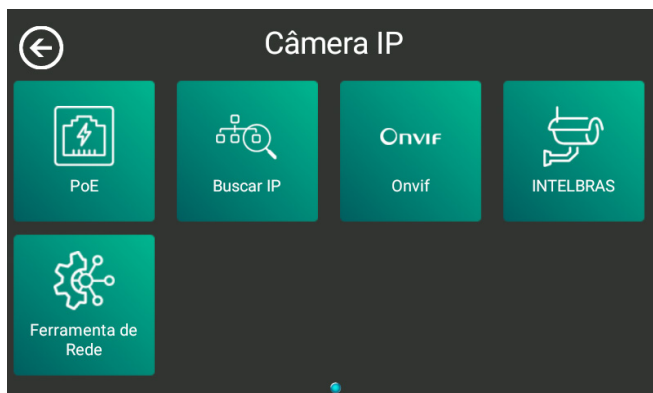 Câmera IP
ONVIF
PoE
Buscar IP
Onvif
INTELBRAS
Ferramenta de
Rede